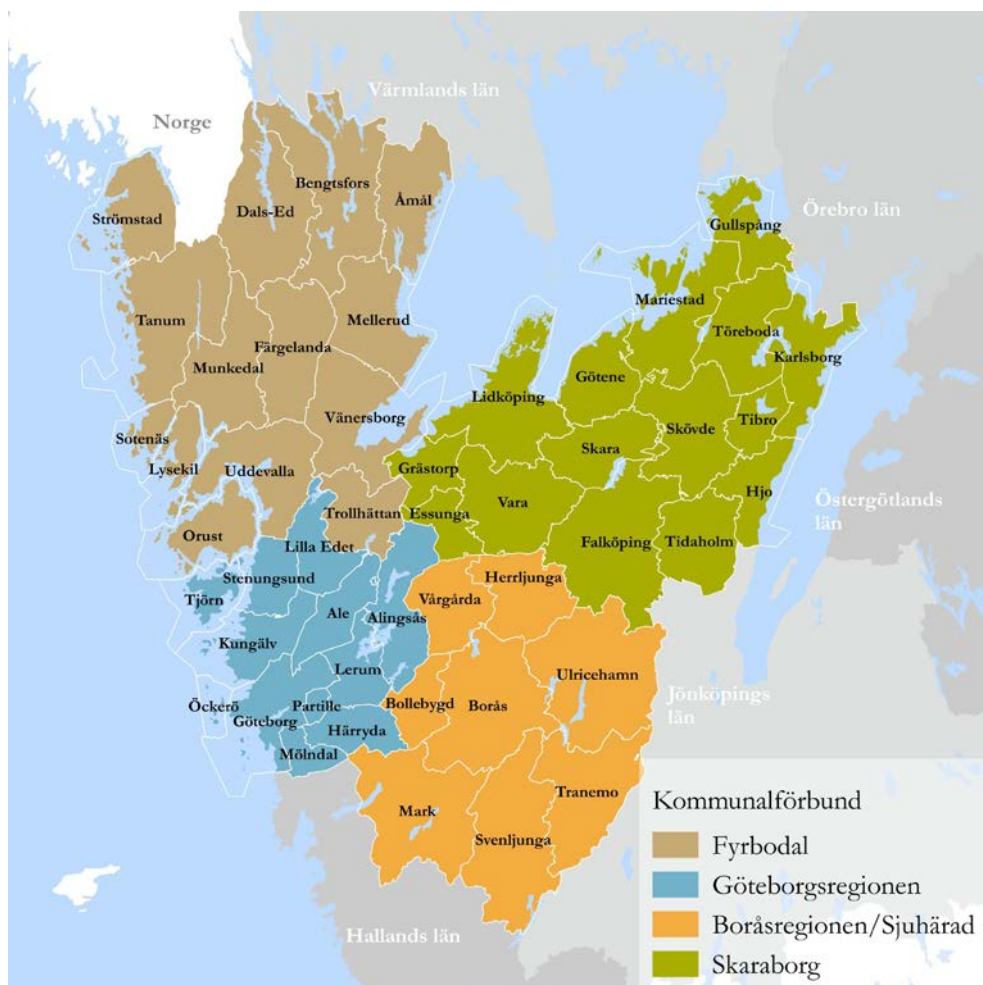 Värmlands län
Norge
Örebro län
Bengtsfors
Åmål
Dals-Ed
Strömstad
Gullspång
Mariestad
Tanum
Mellerud
Töreboda
Färgelanda
Karlsborg
Munkedal
Götene
Lidköping
Vänersborg
Tibro
Skövde
Sotenäs
Skara
Lysekil
Uddevalla
Grästorp
Hjo
Östergötlands
län
Vara
Essunga
Trollhättan
Orust
Falköping
Tidaholm
Lilla Edet
Stenungsund
Herrljunga
Tjörn
Vårgårda
Ale
Alingsås
Kungälv
Lerum
Ulricehamn
Jönköpings
län
Öckerö
Partille
Bollebygd
Borås
Göteborg
Härryda
Mölndal
Tranemo
Mark
Svenljunga
Hallands län
Kommunalförbund
Fyrbodal
Göteborgsregionen
Boråsregionen/Sjuhärad
Skaraborg